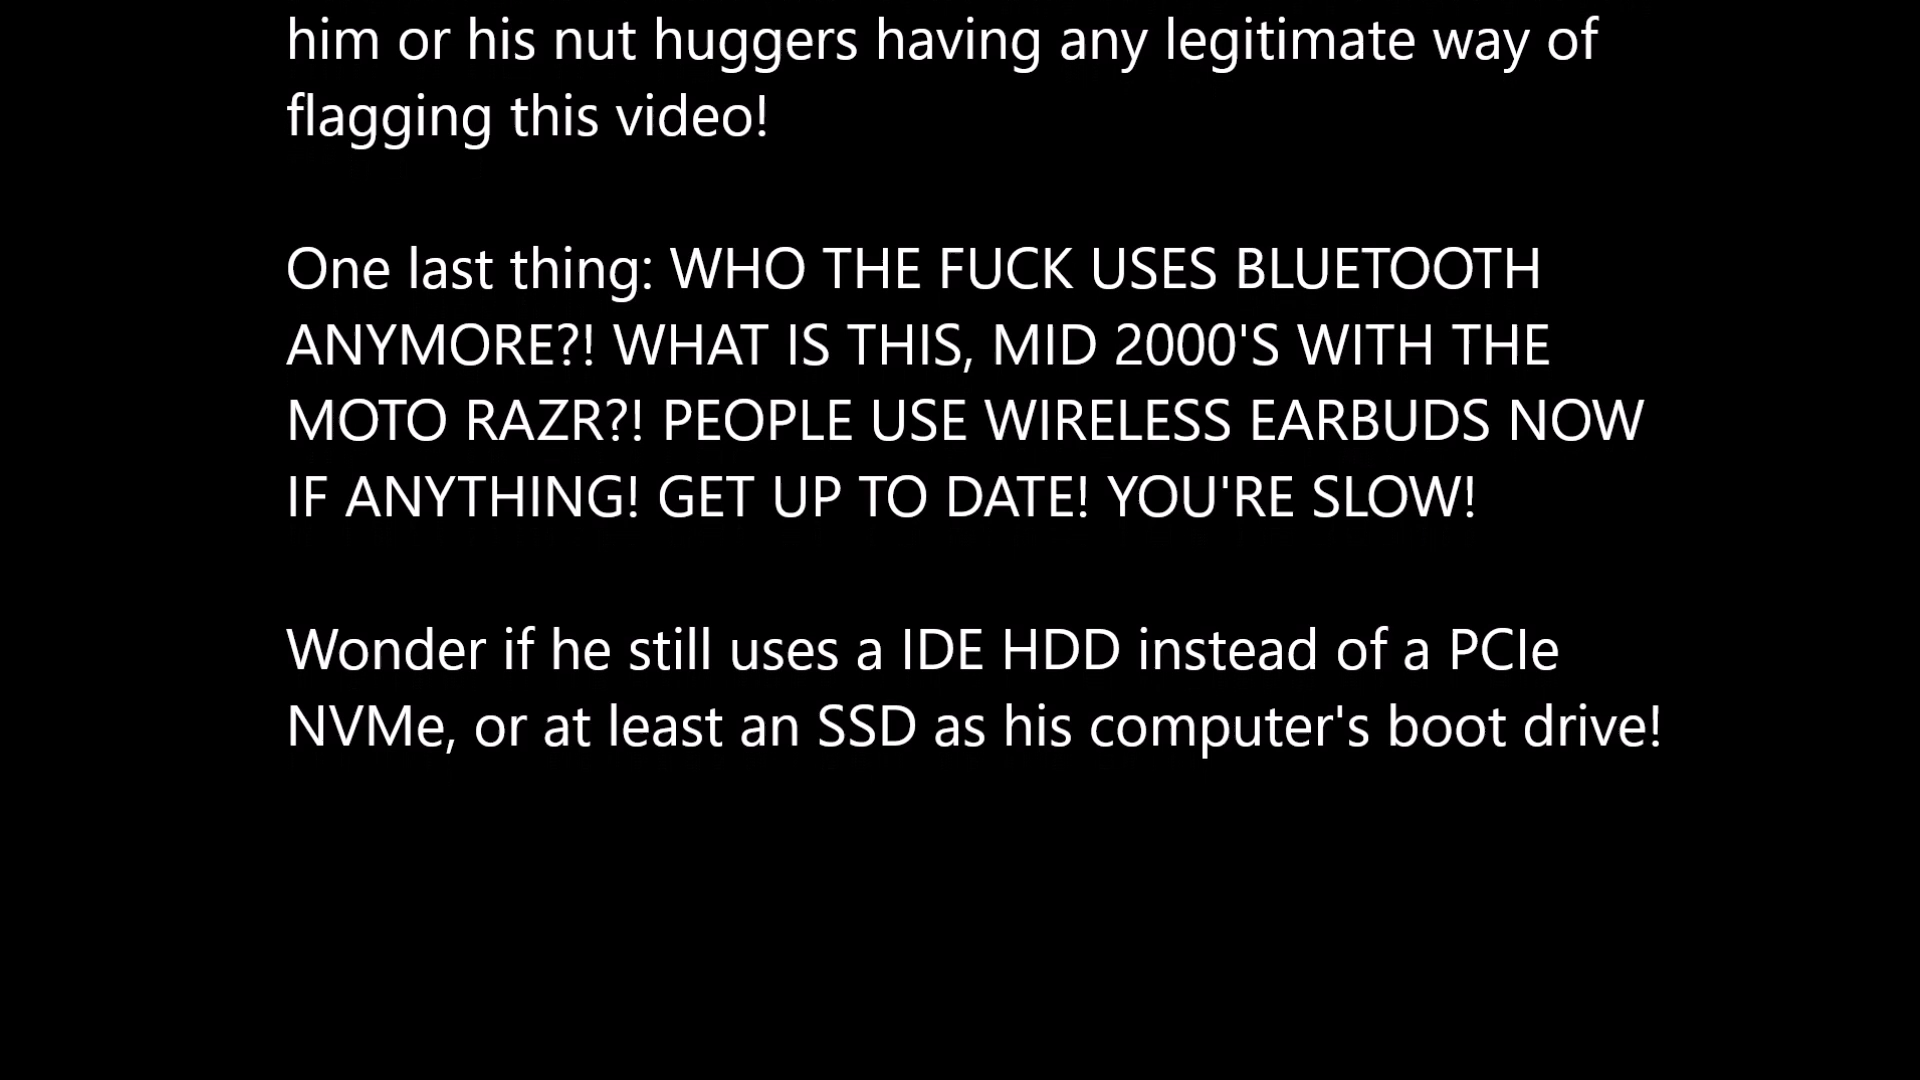 him or his nut huggers having any legitimate way of
flagging this video!
One last thing: WHO THE FUCK USES BLUETOOTH
ANYMORE?! WHAT IS THIS, MID 2000'S WITH THE
MOTO RAZR?! PEOPLE USE WIRELESS EARBUDS NOW
IF ANYTHING! GET UP TO DATE! YOU'RE SLOW!
Wonder if he still uses a IDE HDD instead of a PCIe
NVMe, or at least an SSD as his computer's boot drive!